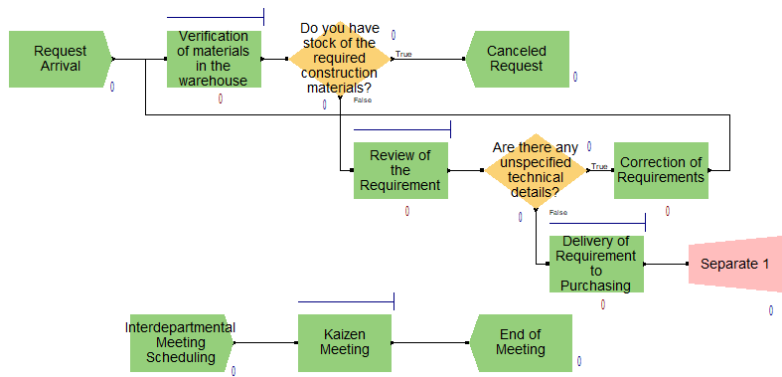 Request
Arrival
0
Verification
of materials
in the
warehouse
0
Do you have
stock of the
required
construction
materials?
0
True
0
False
Canceled
Request
0
Review of
the
Requirement
0
Are there any
unspecified
technical
details?
0
True
0
False
Correction of
Requirements
0
Delivery of
Requirement
to
Purchasing
0
Separate 1
0
Interdepartmental
Meeting
Scheduling
0
Kaizen
Meeting
0
End of
Meeting
0